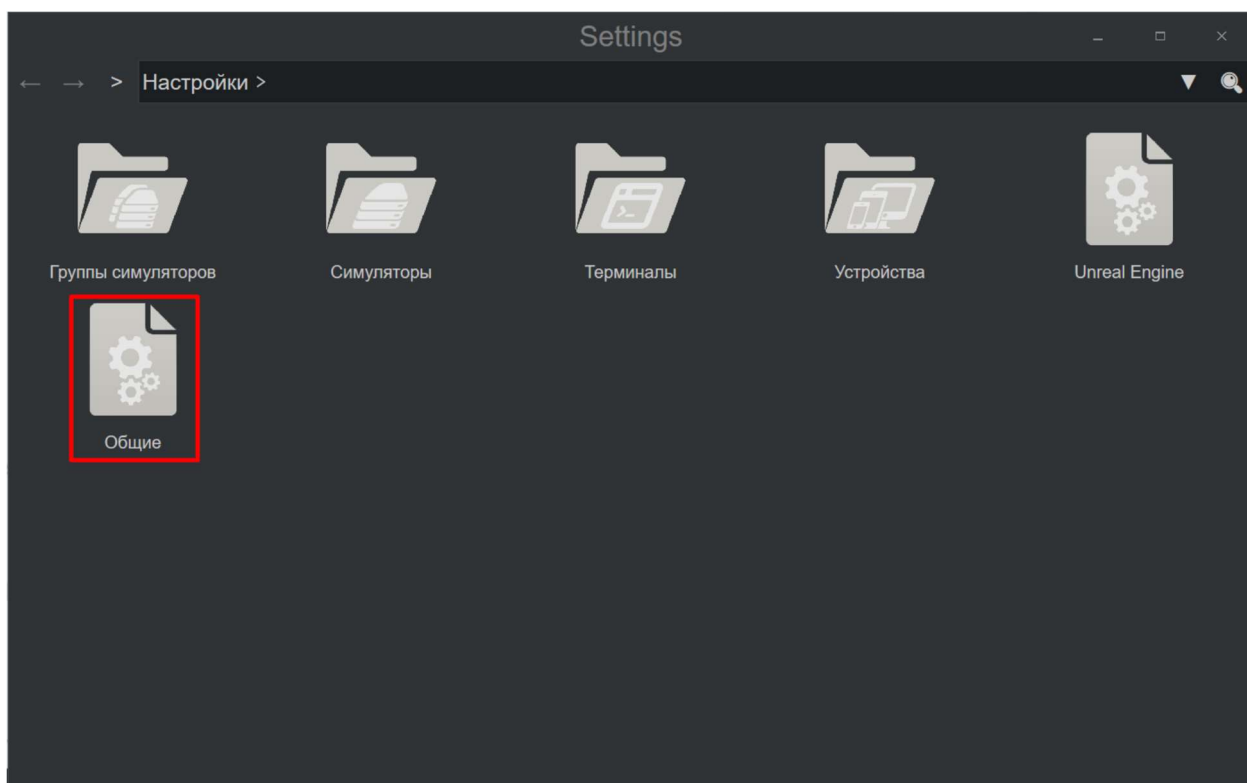 Settings
> Настройки >
Группы симуляторов
Симуляторы
Терминалы
Устройства
Unreal Engine
Общие